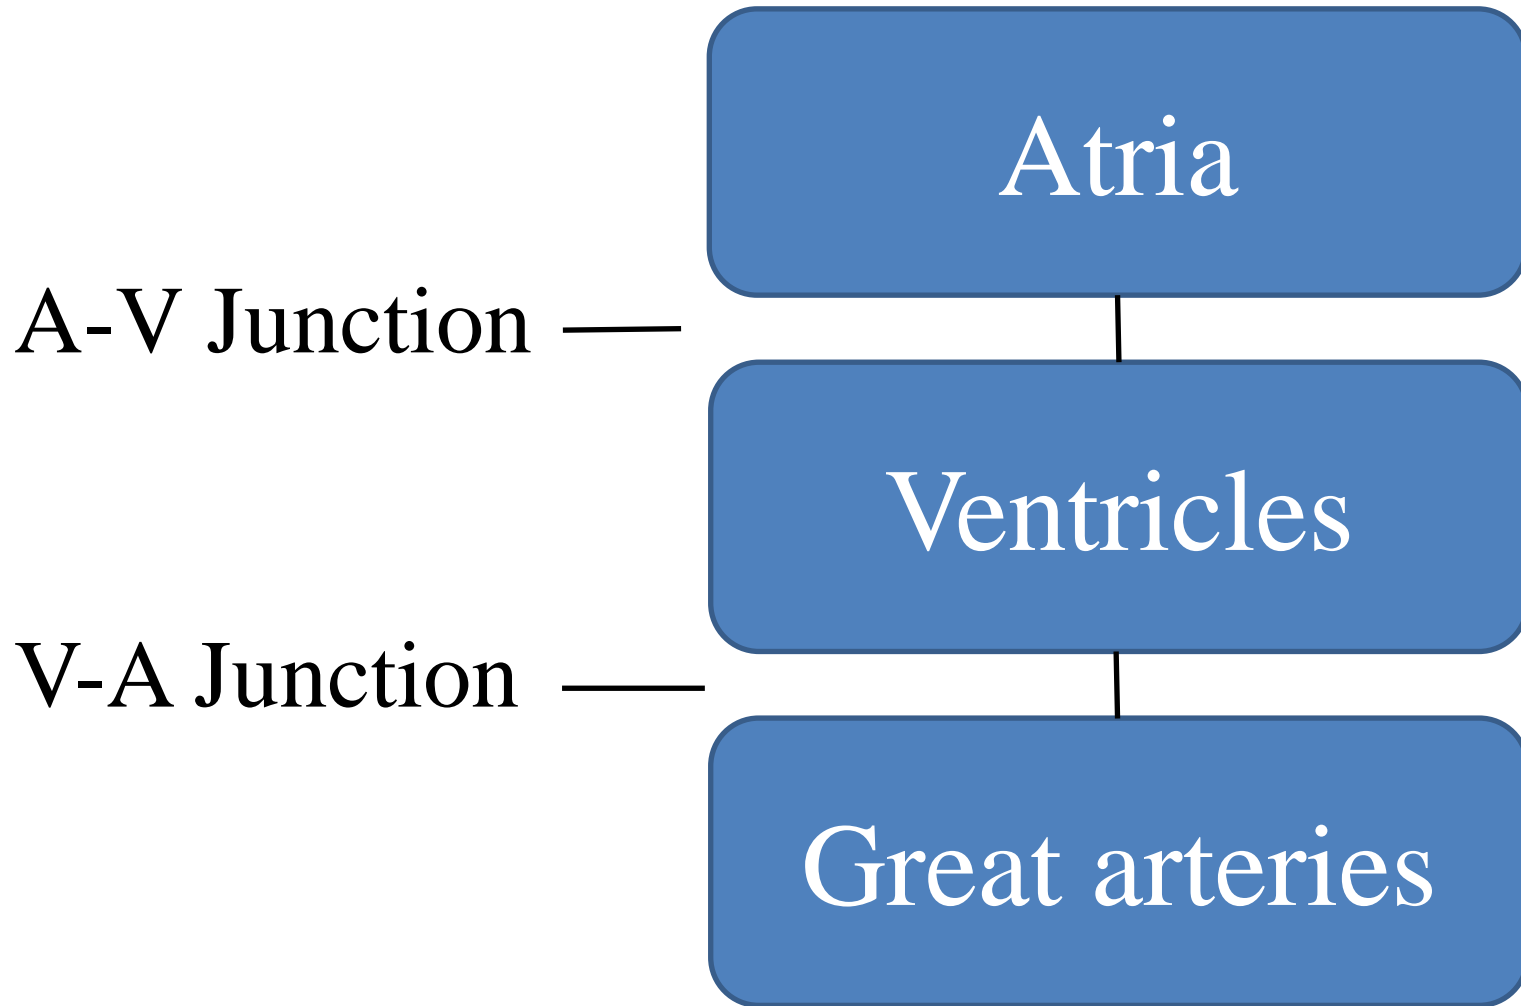 Atria
A-V Junction
Ventricles
V-A Junction
Great arteries